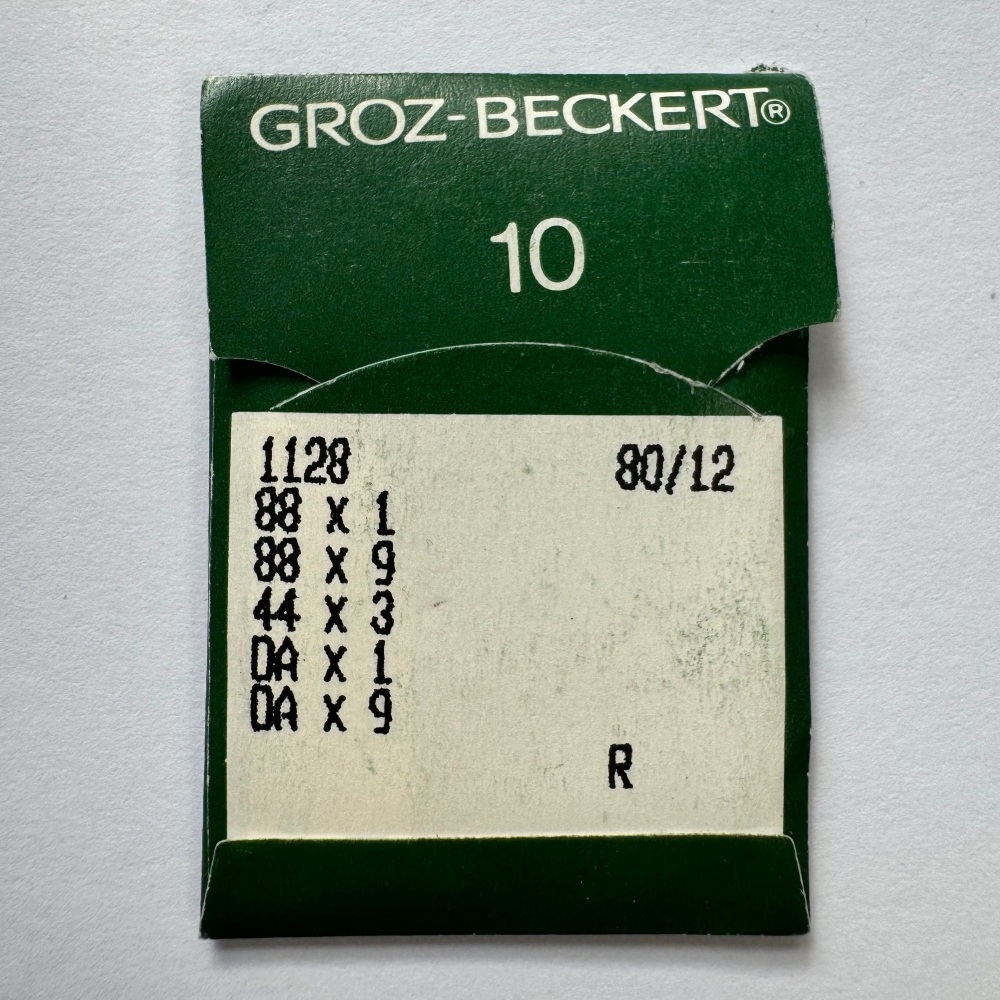 GROZ-BECKERT®
10
1128 80/12
88 X 1
88 X 9
44 X 3
DA X 1
DA X 9
R